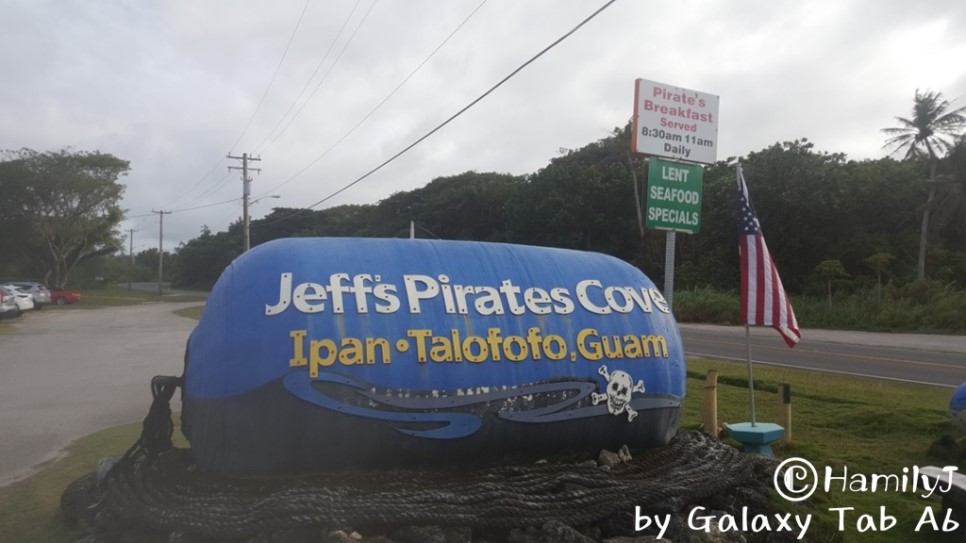 Pirate's
Breakfast
Served
8:30am 11am
Daily
LENT
SEAFOOD
SPECIALS
Jeff's Pirates Cove
Ipan • Talofofo, Guam
©HamilyJ
by Galaxy Tab A6